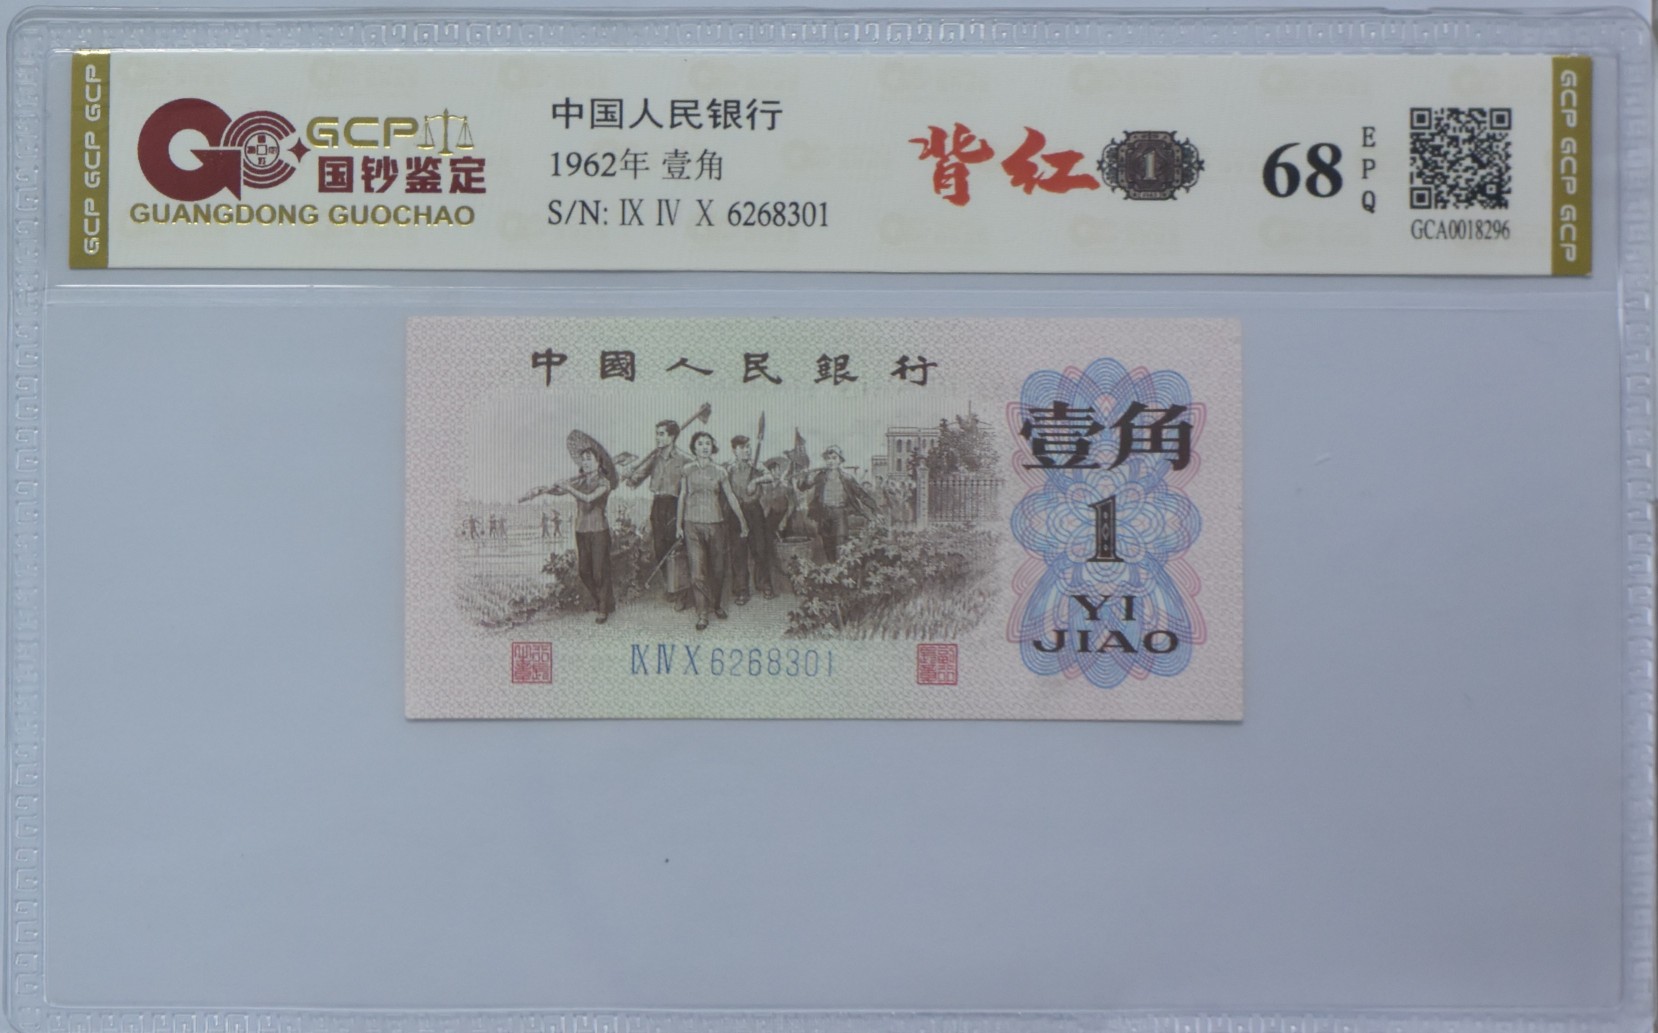 GCP GCP GCP
GCP
国钞鉴定
GUANGDONG GUOCHAO
中国人民银行
1962年 壹角
S/N: Ⅸ Ⅳ Ⅹ 6268301
背红
1
68
EPQ
GCA0018296
GCP GCP GCP
中國人民銀行
壹角
1
YI
JIAO
Ⅸ Ⅳ Ⅹ 6268301